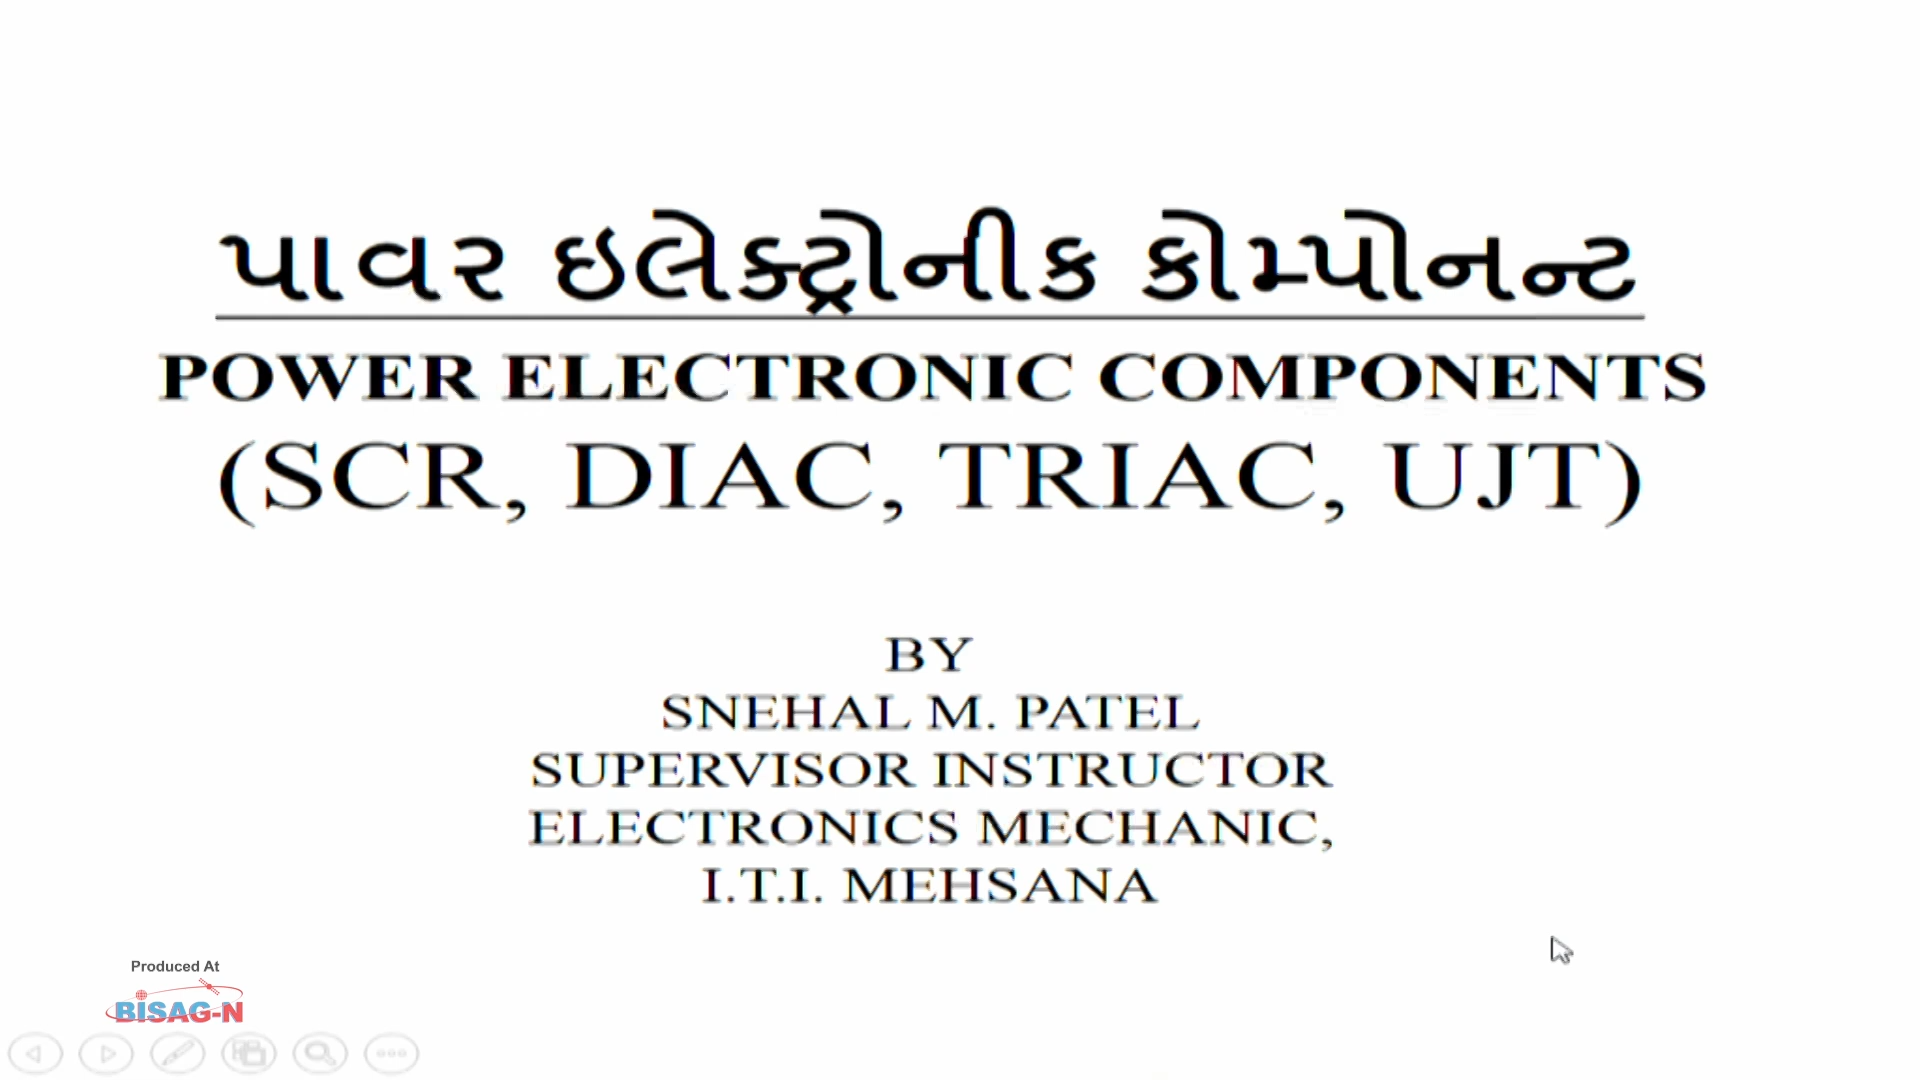 પાવર ઇલેક્ટ્રોનીક કોમ્પોનન્ટ
POWER ELECTRONIC COMPONENTS
(SCR, DIAC, TRIAC, UJT)
BY
SNEHAL M. PATEL
SUPERVISOR INSTRUCTOR
ELECTRONICS MECHANIC,
I.T.I. MEHSANA
Produced At
BISAG-N